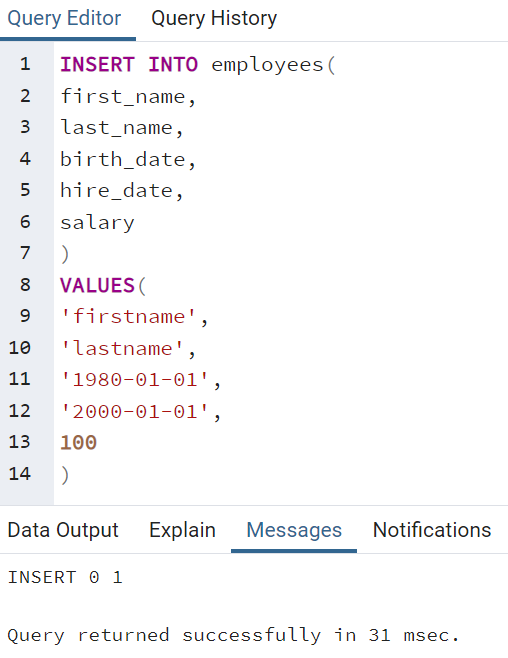 Query Editor Query History
1 INSERT INTO employees(
2 first_name,
3 last_name,
4 birth_date,
5 hire_date,
6 salary
7 )
8 VALUES(
9 'firstname',
10 'lastname',
11 '1980-01-01',
12 '2000-01-01',
13 100
14 )
Data Output Explain Messages Notifications
INSERT 0 1
Query returned successfully in 31 msec.